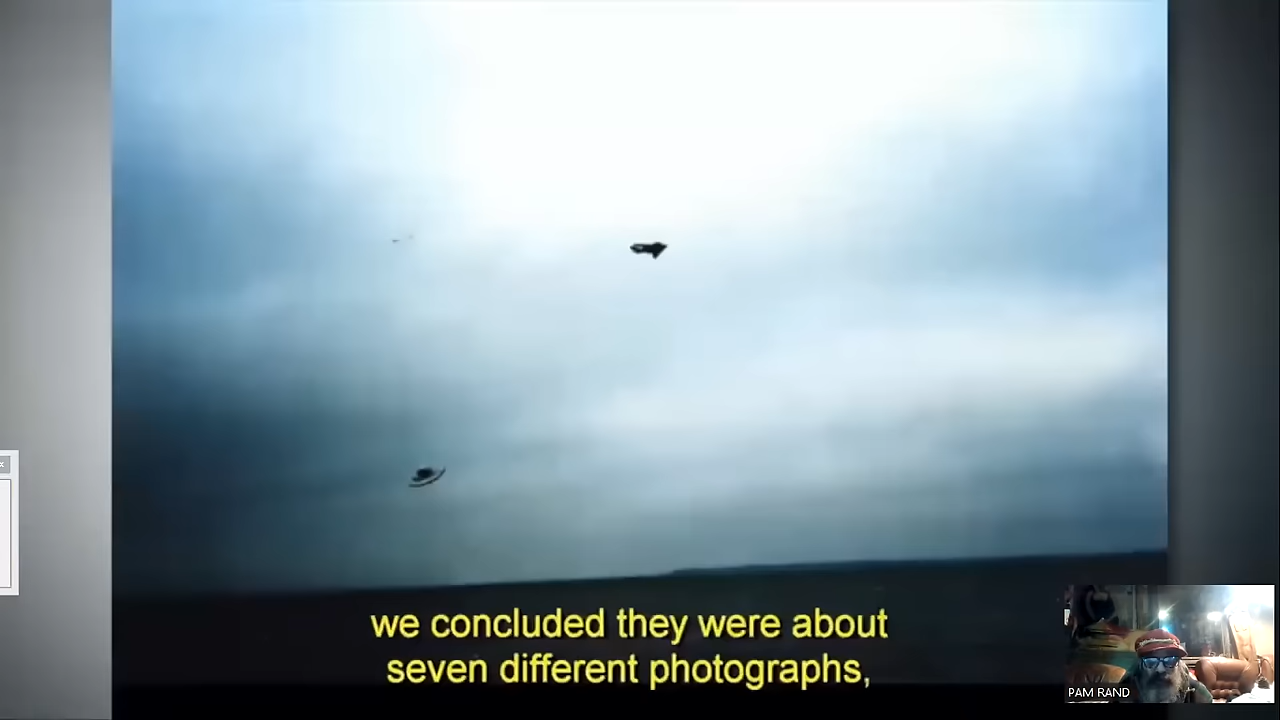 we concluded they were about
seven different photographs,
PAM RAND